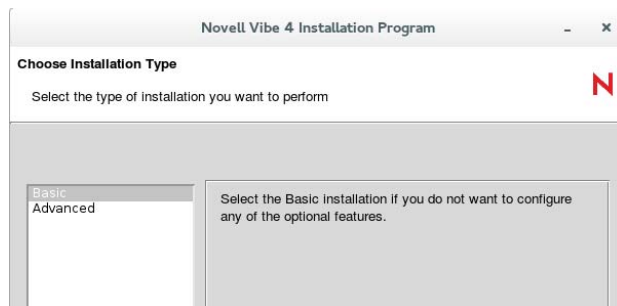 Novell Vibe 4 Installation Program
Choose Installation Type
Select the type of installation you want to perform
N
Basic
Advanced
Select the Basic installation if you do not want to configure
any of the optional features.